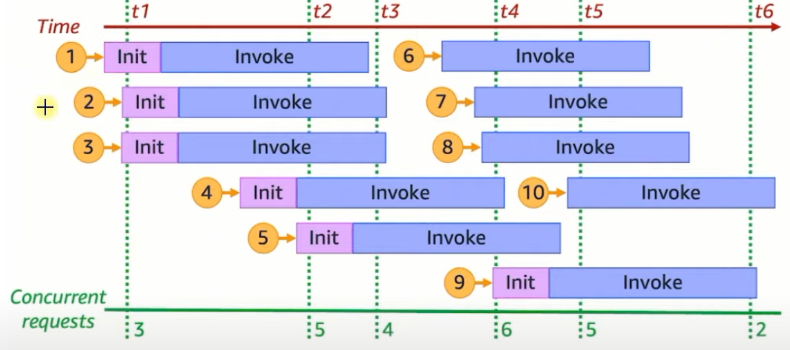 t1 t2 t3 t4 t5 t6
Time
1 Init Invoke 6 Invoke
2 Init Invoke 7 Invoke
3 Init Invoke 8 Invoke
4 Init Invoke 10 Invoke
5 Init Invoke
9 Init Invoke
Concurrent
requests 3 5 4 6 5 2